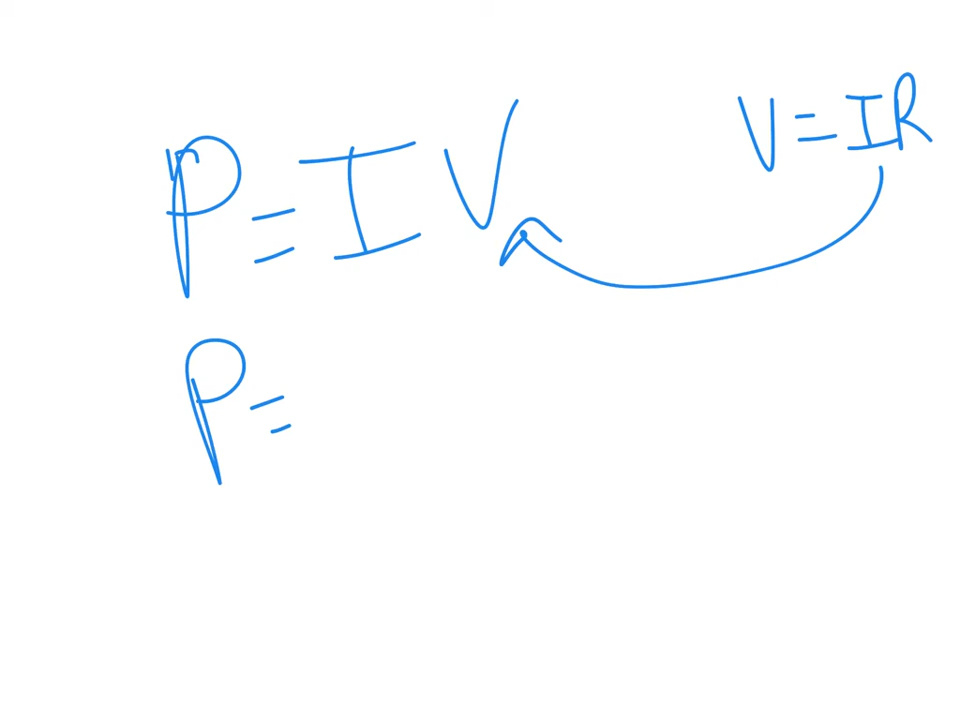 P = IV
V = IR
P =